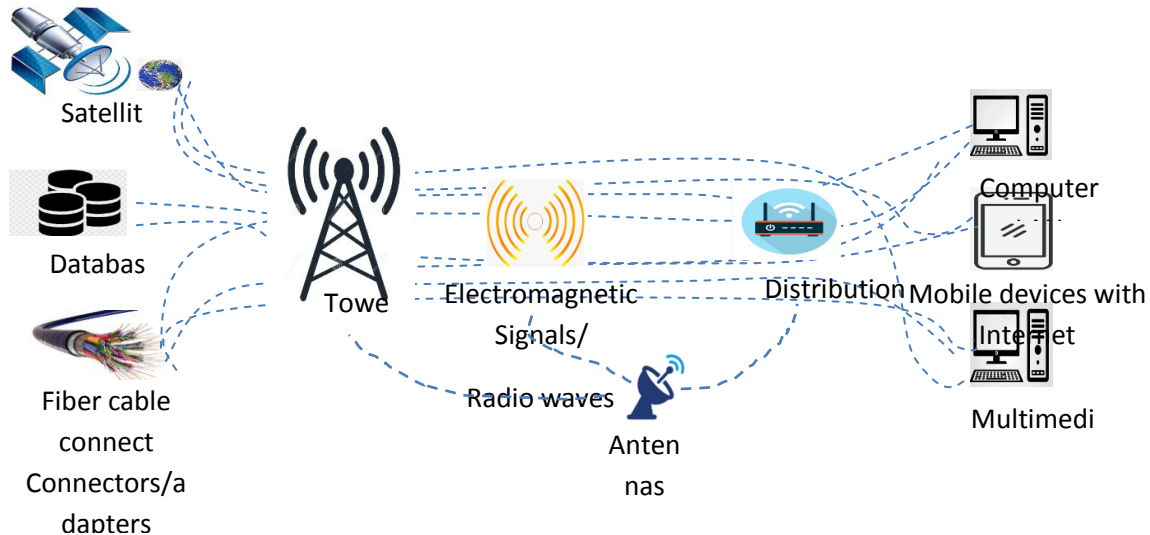 Satellit
Databas
Fiber cable
connect
Connectors/a
dapters
Towe
Electromagnetic
Signals/
Radio waves
Anten
nas
Distribution
Computer
Mobile devices with
Internet
Multimedi